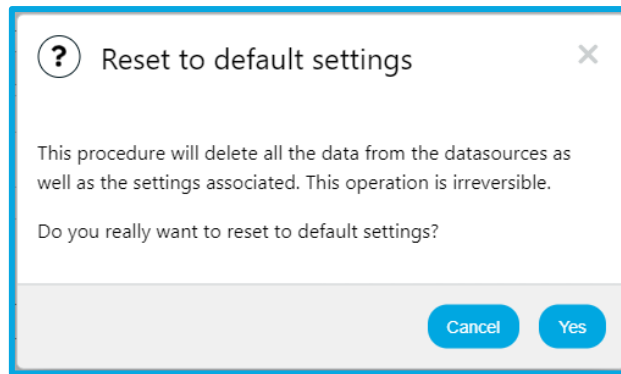 ? Reset to default settings ×
This procedure will delete all the data from the datasources as
well as the settings associated. This operation is irreversible.
Do you really want to reset to default settings?
Cancel Yes